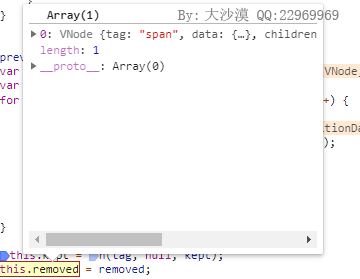 Array(1)
By: 大沙漠 QQ:22969969
}
▶ 0: VNode {tag: "span", data: {…}, children
length: 1
▶ __proto__: Array(0)
prev
var
VNode
var
for
+) {
tionDa
);
}
this.kept = h(tag, null, kept);
this.removed = removed;